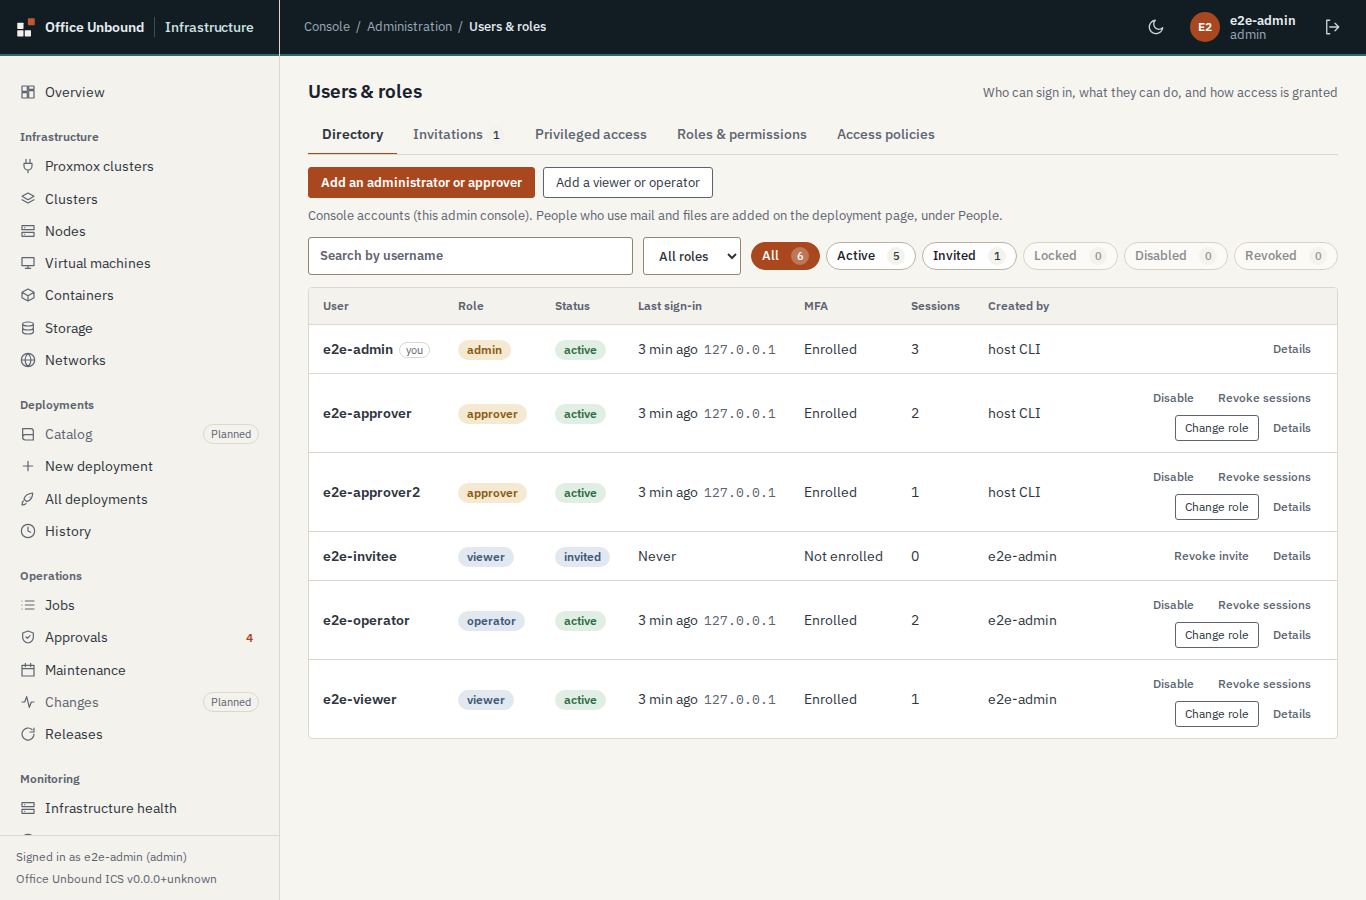 Office Unbound Infrastructure
Console / Administration / Users & roles
E2
e2e-admin
admin
Overview
Infrastructure
Proxmox clusters
Clusters
Nodes
Virtual machines
Containers
Storage
Networks
Deployments
Catalog Planned
New deployment
All deployments
History
Operations
Jobs
Approvals 4
Maintenance
Changes Planned
Releases
Monitoring
Infrastructure health
Signed in as e2e-admin (admin)
Office Unbound ICS v0.0.0+unknown
Users & roles
Who can sign in, what they can do, and how access is granted
Directory Invitations 1 Privileged access Roles & permissions Access policies
Add an administrator or approver Add a viewer or operator
Console accounts (this admin console). People who use mail and files are added on the deployment page, under People.
Search by username All roles All 6 Active 5 Invited 1 Locked 0 Disabled 0 Revoked 0
User Role Status Last sign-in MFA Sessions Created by
e2e-admin you admin active 3 min ago 127.0.0.1 Enrolled 3 host CLI Details
e2e-approver approver active 3 min ago 127.0.0.1 Enrolled 2 host CLI Disable Revoke sessions
Change role Details
e2e-approver2 approver active 3 min ago 127.0.0.1 Enrolled 1 host CLI Disable Revoke sessions
Change role Details
e2e-invitee viewer invited Never Not enrolled 0 e2e-admin Revoke invite Details
e2e-operator operator active 3 min ago 127.0.0.1 Enrolled 2 e2e-admin Disable Revoke sessions
Change role Details
e2e-viewer viewer active 3 min ago 127.0.0.1 Enrolled 1 e2e-admin Disable Revoke sessions
Change role Details